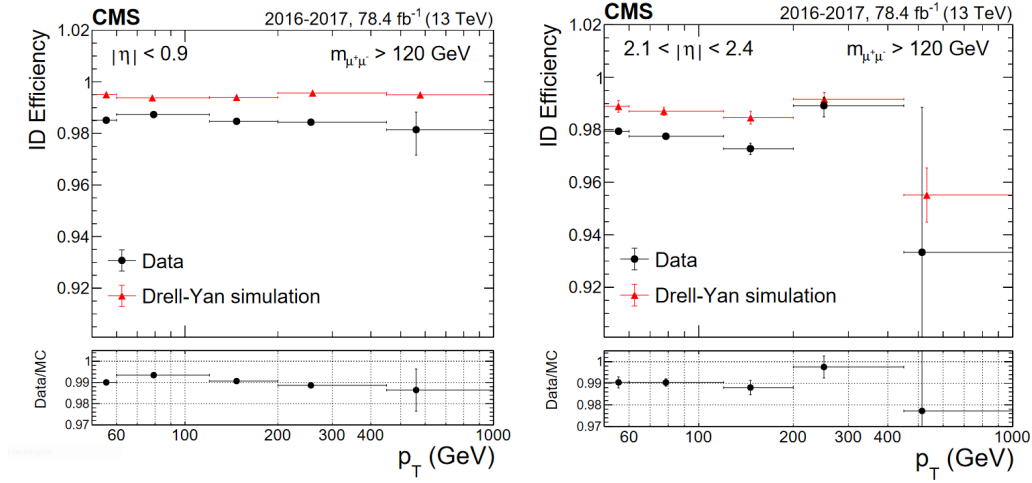 CMS 2016-2017, 78.4 fb⁻¹ (13 TeV)
|η| < 0.9 m_{μ⁺μ⁻} > 120 GeV
ID Efficiency
1.02
1
0.98
0.96
0.94
0.92
Data
Drell-Yan simulation
Data/MC
1
0.99
0.98
0.97
60 100 200 300 400 1000
p_T (GeV)
CMS 2016-2017, 78.4 fb⁻¹ (13 TeV)
2.1 < |η| < 2.4 m_{μ⁺μ⁻} > 120 GeV
ID Efficiency
1.02
1
0.98
0.96
0.94
0.92
Data
Drell-Yan simulation
Data/MC
1
0.99
0.98
0.97
60 100 200 300 400 1000
p_T (GeV)